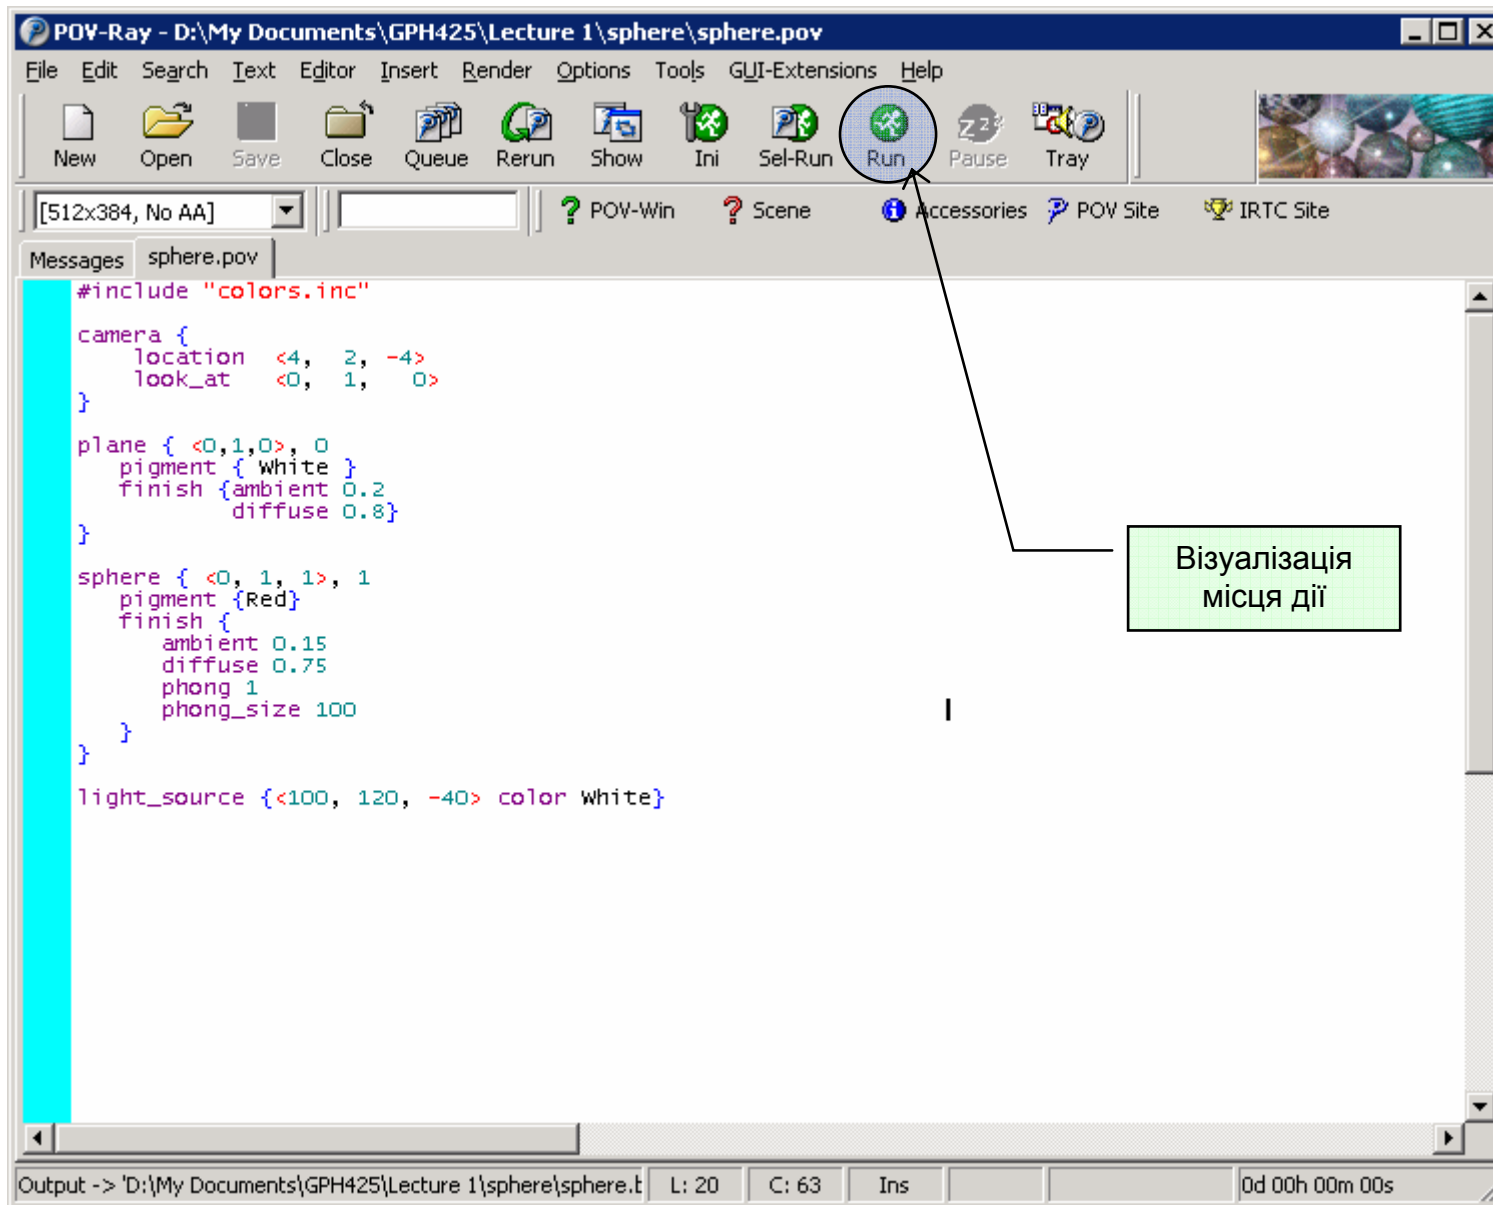 POV-Ray - D:\My Documents\GPH425\Lecture 1\sphere\sphere.pov
File Edit Search Text Editor Insert Render Options Tools GUI-Extensions Help
New Open Save Close Queue Rerun Show Ini Sel-Run Run Pause Tray
[512x384, No AA] POV-Win Scene Accessories POV Site IRTC Site
Messages sphere.pov
#include "colors.inc"
camera {
location <4, 2, -4>
look_at <0, 1, 0>
}
plane { <0,1,0>, 0
pigment { White }
finish {ambient 0.2
diffuse 0.8}
}
sphere { <0, 1, 1>, 1
pigment {Red}
finish {
ambient 0.15
diffuse 0.75
phong 1
phong_size 100
}
}
light_source {<100, 120, -40> color White}
Візуалізація
місця дії
Output -> 'D:\My Documents\GPH425\Lecture 1\sphere\sphere.b L: 20 C: 63 Ins 0d 00h 00m 00s